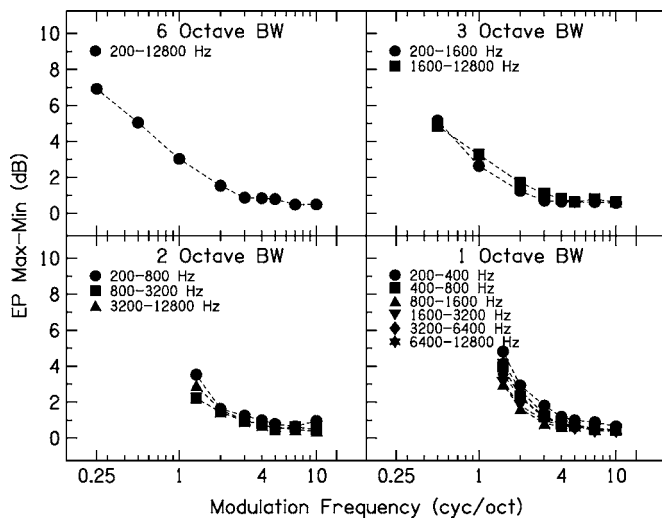 6 Octave BW
200-12800 Hz
3 Octave BW
200-1600 Hz
1600-12800 Hz
10
8
6
4
2
0
2 Octave BW
200-800 Hz
800-3200 Hz
3200-12800 Hz
1 Octave BW
200-400 Hz
400-800 Hz
800-1600 Hz
1600-3200 Hz
3200-6400 Hz
6400-12800 Hz
10
8
6
4
2
0
EP Max-Min (dB)
0.25 1 10 0.25 1 10
Modulation Frequency (cyc/oct)